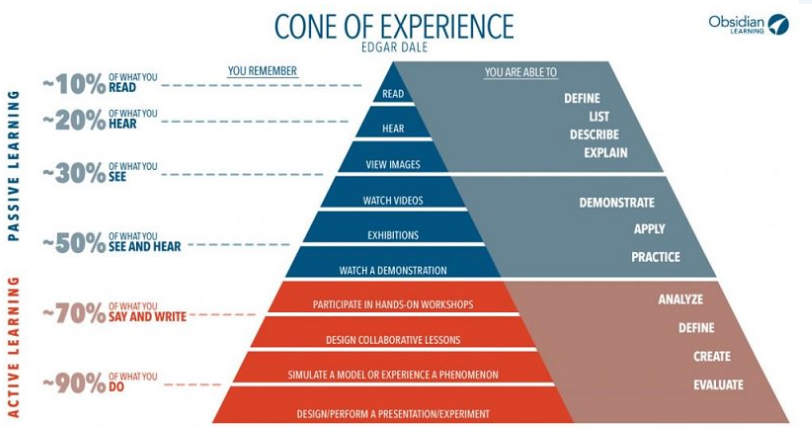 CONE OF EXPERIENCE
EDGAR DALE
Obsidian
LEARNING
YOU REMEMBER
YOU ARE ABLE TO
PASSIVE LEARNING
ACTIVE LEARNING
~10% OF WHAT YOU
READ
~20% OF WHAT YOU
HEAR
~30% OF WHAT YOU
SEE
~50% OF WHAT YOU
SEE AND HEAR
~70% OF WHAT YOU
SAY AND WRITE
~90% OF WHAT YOU
DO
READ
HEAR
VIEW IMAGES
WATCH VIDEOS
EXHIBITIONS
WATCH A DEMONSTRATION
PARTICIPATE IN HANDS-ON WORKSHOPS
DESIGN COLLABORATIVE LESSONS
SIMULATE A MODEL OR EXPERIENCE A PHENOMENON
DESIGN/PERFORM A PRESENTATION/EXPERIMENT
DEFINE
LIST
DESCRIBE
EXPLAIN
DEMONSTRATE
APPLY
PRACTICE
ANALYZE
DEFINE
CREATE
EVALUATE